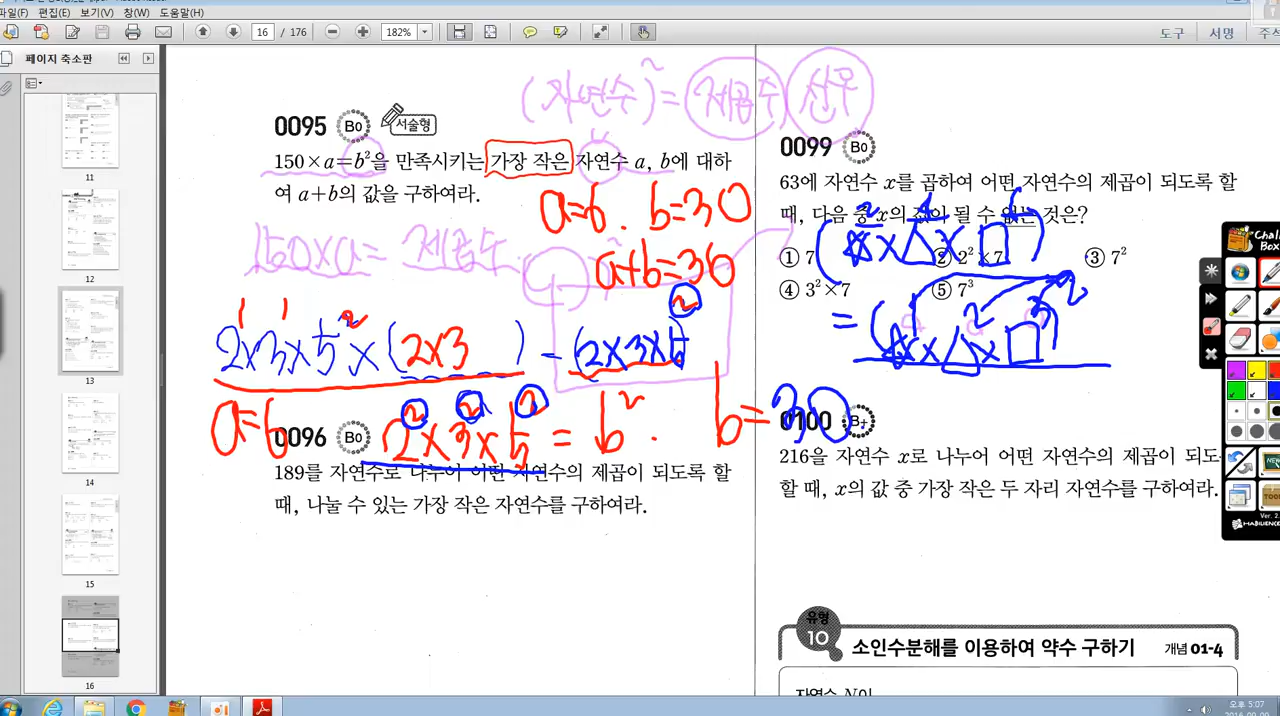 파일(F) 편집(E) 보기(V) 창(W) 도움말(H)
16 / 176 182% 도구 서명
페이지 축소판
11
12
13
14
15
16
(자연수)² = 제곱수
0095 B0 서술형
150×a=b²을 만족시키는 가장 작은 자연수 a, b에 대하
여 a+b의 값을 구하여라.
a=6. b=30
150×a= 제곱수
a+b=36
2¹×3¹×5²×(2×3) = (2×3×5)²
a=6
2²×3²×5² = b². b=30
0096 B0
189를 자연수로 나누어 어떤 자연수의 제곱이 되도록 할
때, 나눌 수 있는 가장 작은 자연수를 구하여라.
0099 B0
63에 자연수 x를 곱하여 어떤 자연수의 제곱이 되도록 할
때, 다음 중 x의 값이 될 수 없는 것은?
① 7 ② 2²×7 ③ 7²
④ 3²×7 ⑤ 7³
0100 B+
216을 자연수 x로 나누어 어떤 자연수의 제곱이 되도록
할 때, x의 값 중 가장 작은 두 자리 자연수를 구하여라.
유형
10
소인수분해를 이용하여 약수 구하기 개념 01-4
오후 5:07